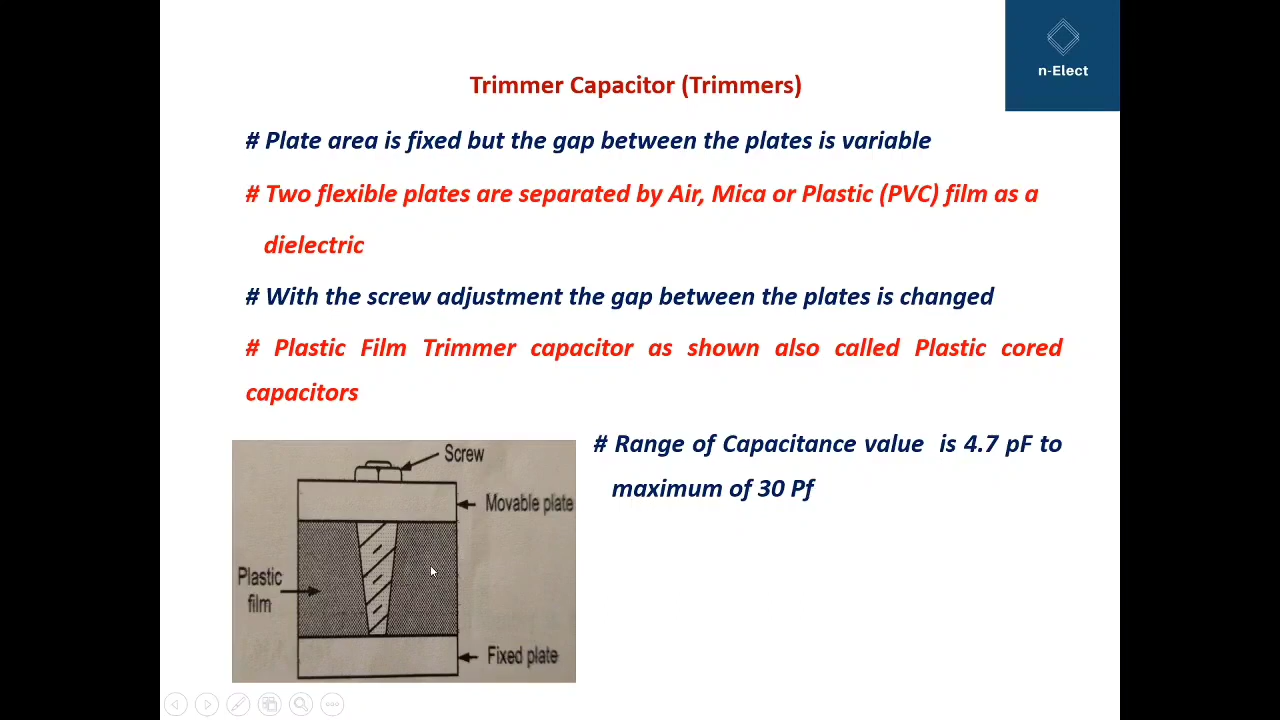 n-Elect
Trimmer Capacitor (Trimmers)
# Plate area is fixed but the gap between the plates is variable
# Two flexible plates are separated by Air, Mica or Plastic (PVC) film as a
dielectric
# With the screw adjustment the gap between the plates is changed
# Plastic Film Trimmer capacitor as shown also called Plastic cored
capacitors
# Range of Capacitance value is 4.7 pF to
maximum of 30 Pf
Screw
Movable plate
Plastic
film
Fixed plate